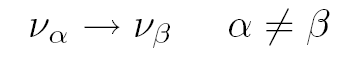 ν_α → ν_β α ≠ β